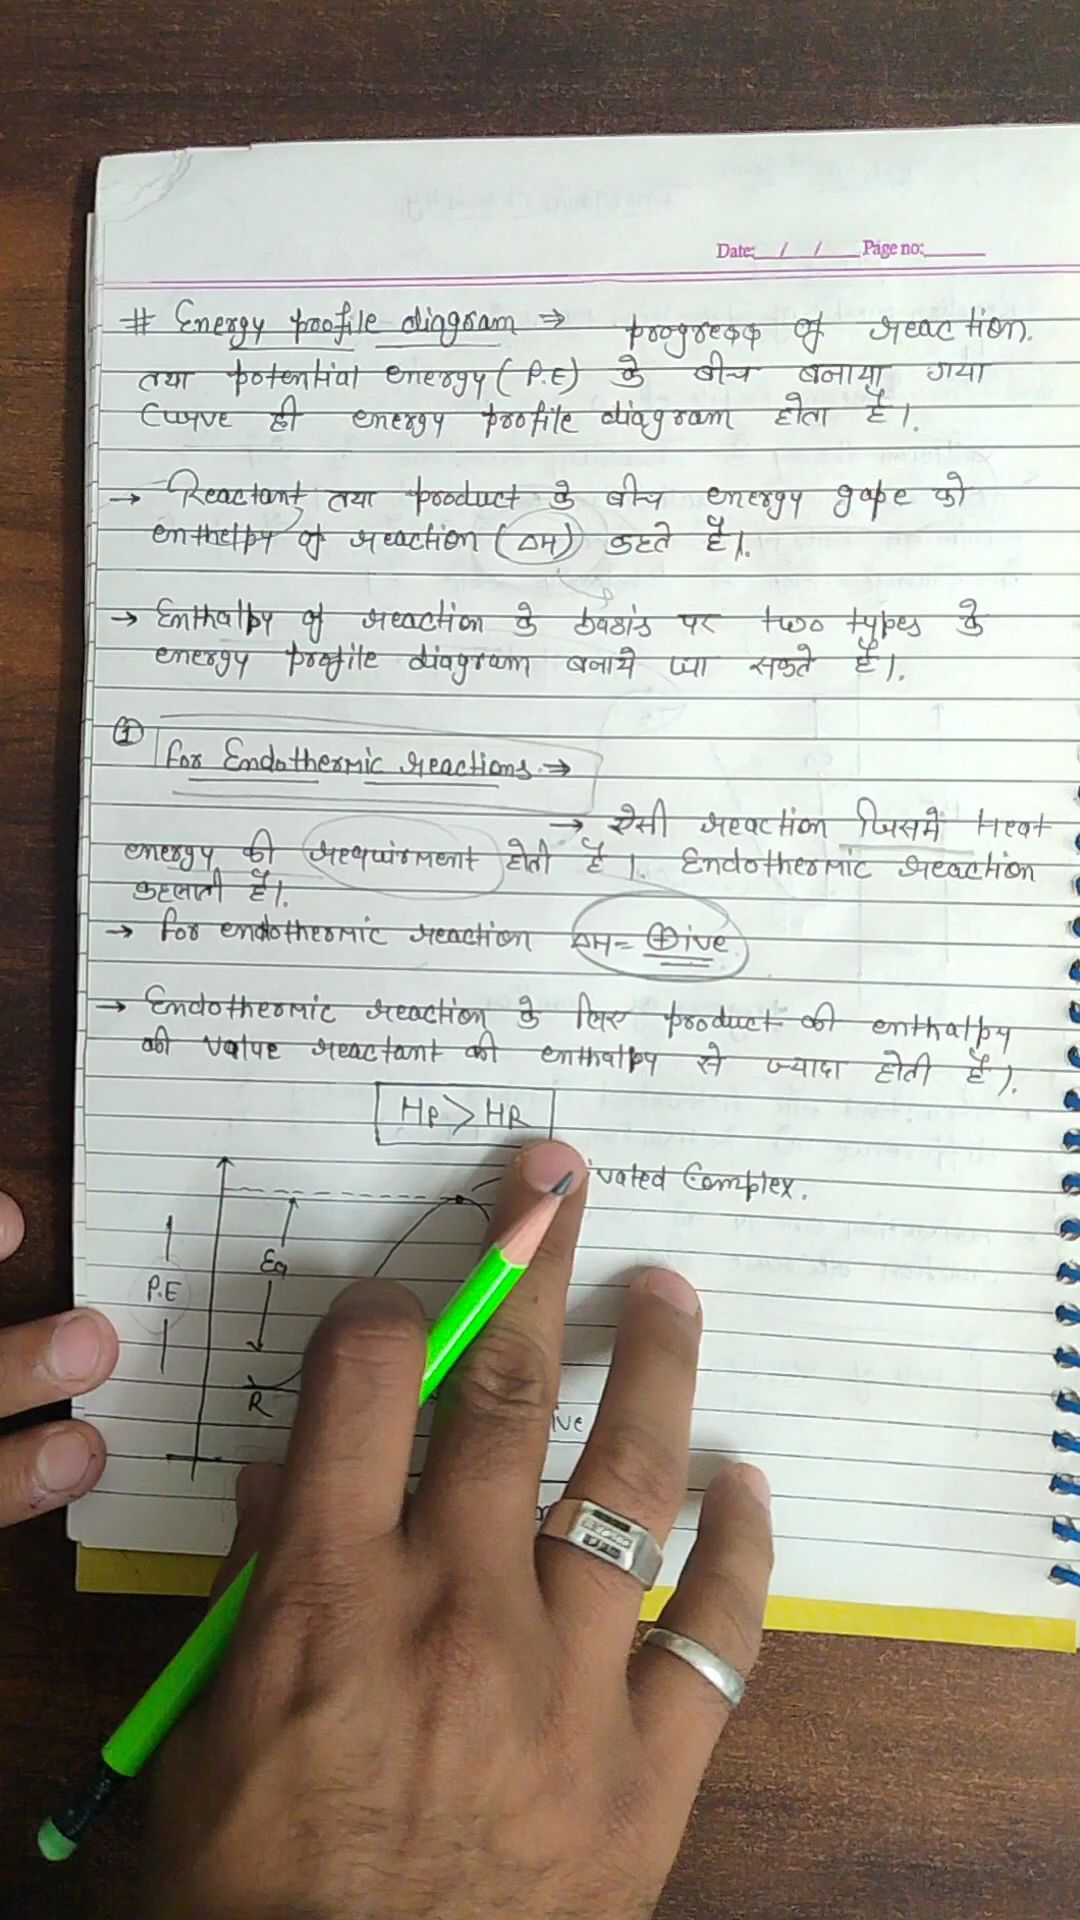 Date: / / Page no:
# Energy profile diagram ⇒ progress of reaction.
तथा potential energy (P.E) के बीच बनाया गया
Curve ही energy profile diagram होता है।
→ Reactant तथा product के बीच energy gape को
enthelpy of reaction (ΔH) कहते है।
→ Enthalpy of reaction के basis पर two types के
energy profile diagram बनाये जा सकते है।
① for Endothermic reactions. →
→ ऐसी reaction जिसमें Heat
energy की requirment होती है। Endothermic reaction
कहलाती है।
→ for endothermic reaction ΔH = ⊕ive
→ Endothermic reaction के लिए product की enthalpy
की value reactant की enthalpy से ज्यादा होती है।
HP > HR
ivated Complex.
Ea
P.E
R
ive